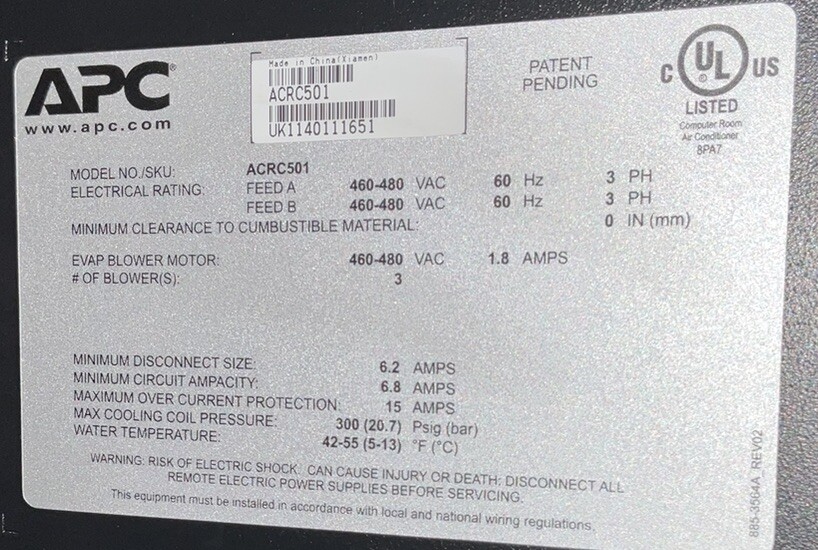 APC®
www.apc.com
Made in China(Xiamen)
ACRC501
UK1140111651
PATENT
PENDING
C UL® US
LISTED
Computer Room
Air Conditioner
8PA7
MODEL NO./SKU: ACRC501
ELECTRICAL RATING: FEED A 460-480 VAC 60 Hz 3 PH
FEED B 460-480 VAC 60 Hz 3 PH
MINIMUM CLEARANCE TO CUMBUSTIBLE MATERIAL: 0 IN (mm)
EVAP BLOWER MOTOR: 460-480 VAC 1.8 AMPS
# OF BLOWER(S): 3
MINIMUM DISCONNECT SIZE: 6.2 AMPS
MINIMUM CIRCUIT AMPACITY: 6.8 AMPS
MAXIMUM OVER CURRENT PROTECTION: 15 AMPS
MAX COOLING COIL PRESSURE: 300 (20.7) Psig (bar)
WATER TEMPERATURE: 42-55 (5-13) °F (°C)
WARNING: RISK OF ELECTRIC SHOCK. CAN CAUSE INJURY OR DEATH: DISCONNECT ALL
REMOTE ELECTRIC POWER SUPPLIES BEFORE SERVICING.
This equipment must be installed in accordance with local and national wiring regulations.
885-3564A_REV02